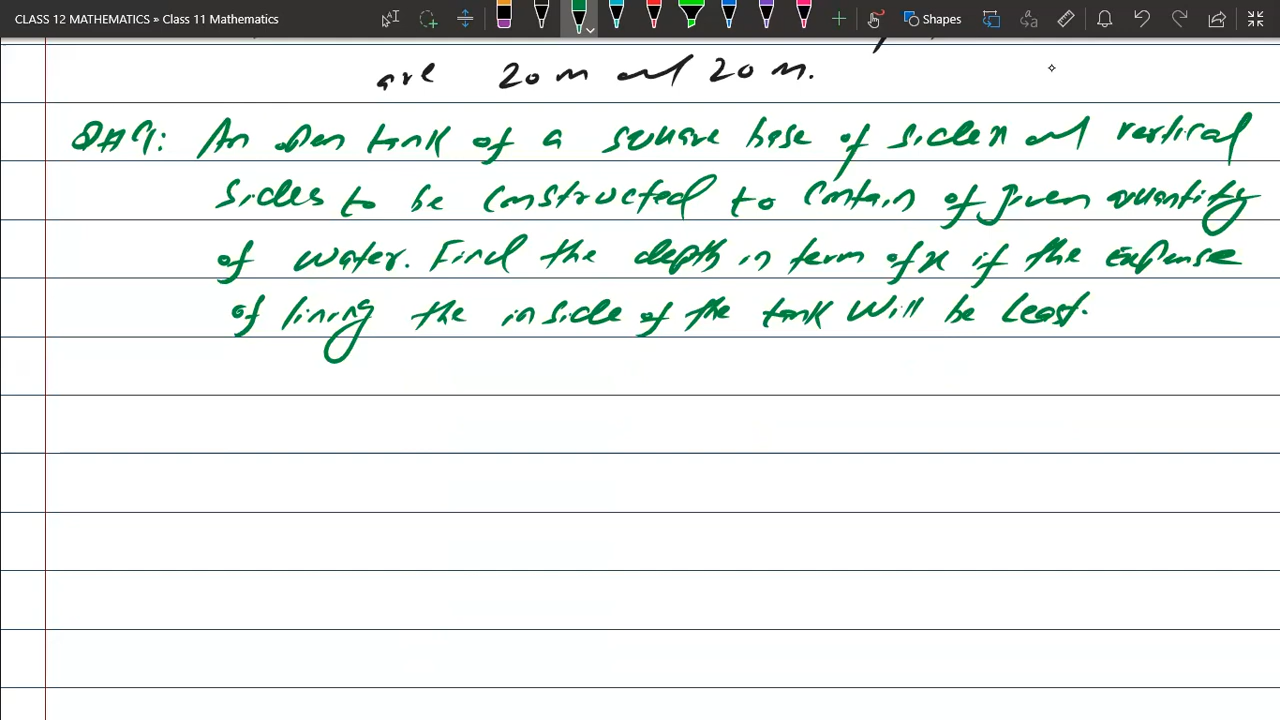 CLASS 12 MATHEMATICS » Class 11 Mathematics
Shapes
are 20 m and 20 m.
An open tank of a square base of side x and vertical
sides to be constructed to contain of given quantity
of water. Find the depth in term of x if the expense
of lining the inside of the tank will be least.